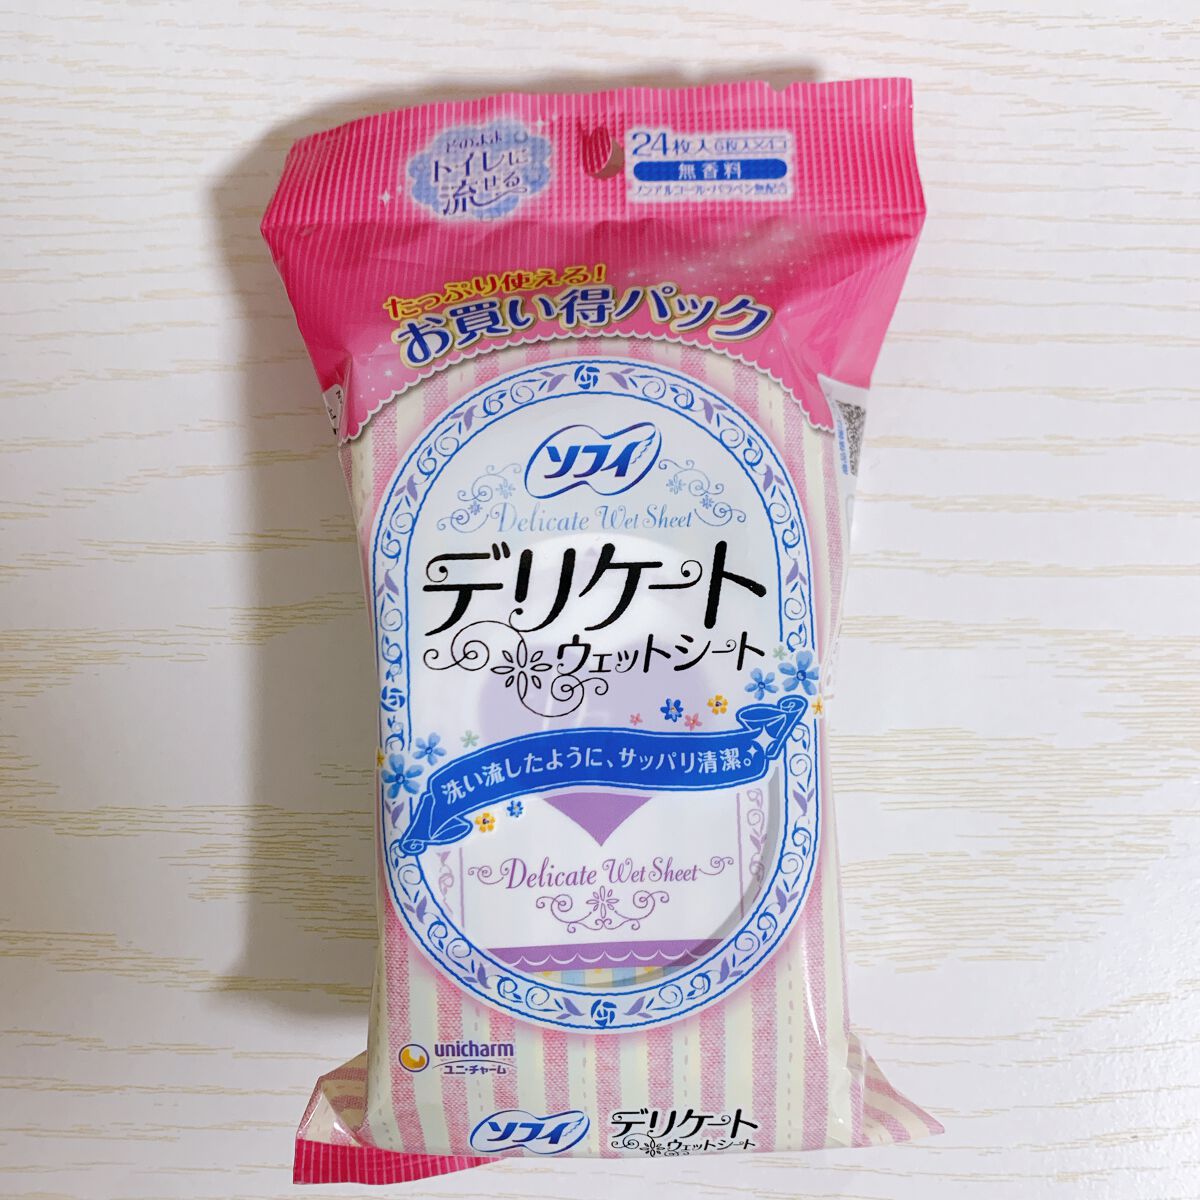 そのまま
トイレに
流せる
24枚入(6枚入×4コ)
無香料
ノンアルコール・パラベン無配合
たっぷり使える!
お買い得パック
ソフィ
Delicate Wet Sheet
デリケート
ウェットシート
洗い流したように、サッパリ清潔。
Delicate Wet Sheet
unicharm
ユニ・チャーム
ソフィ デリケート
ウェットシート